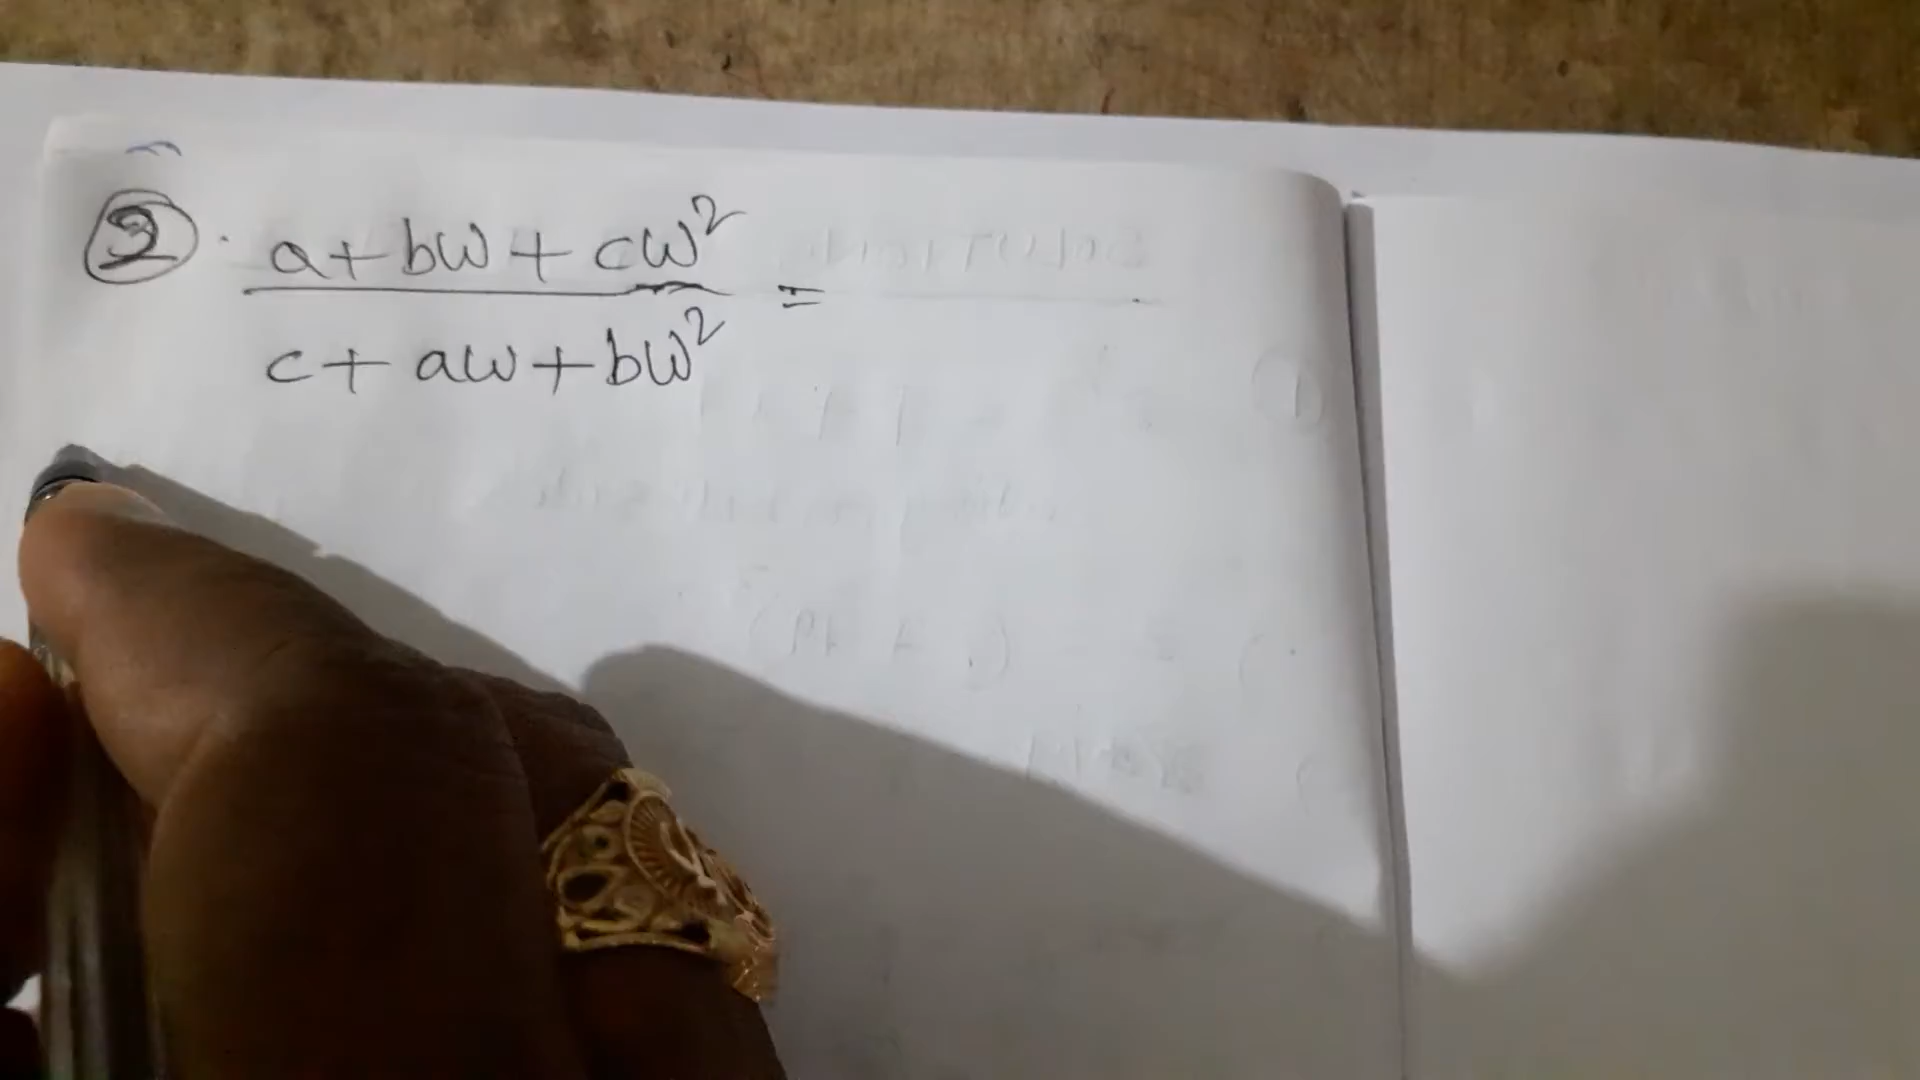 ② . a+bω+cω² / c+aω+bω² =